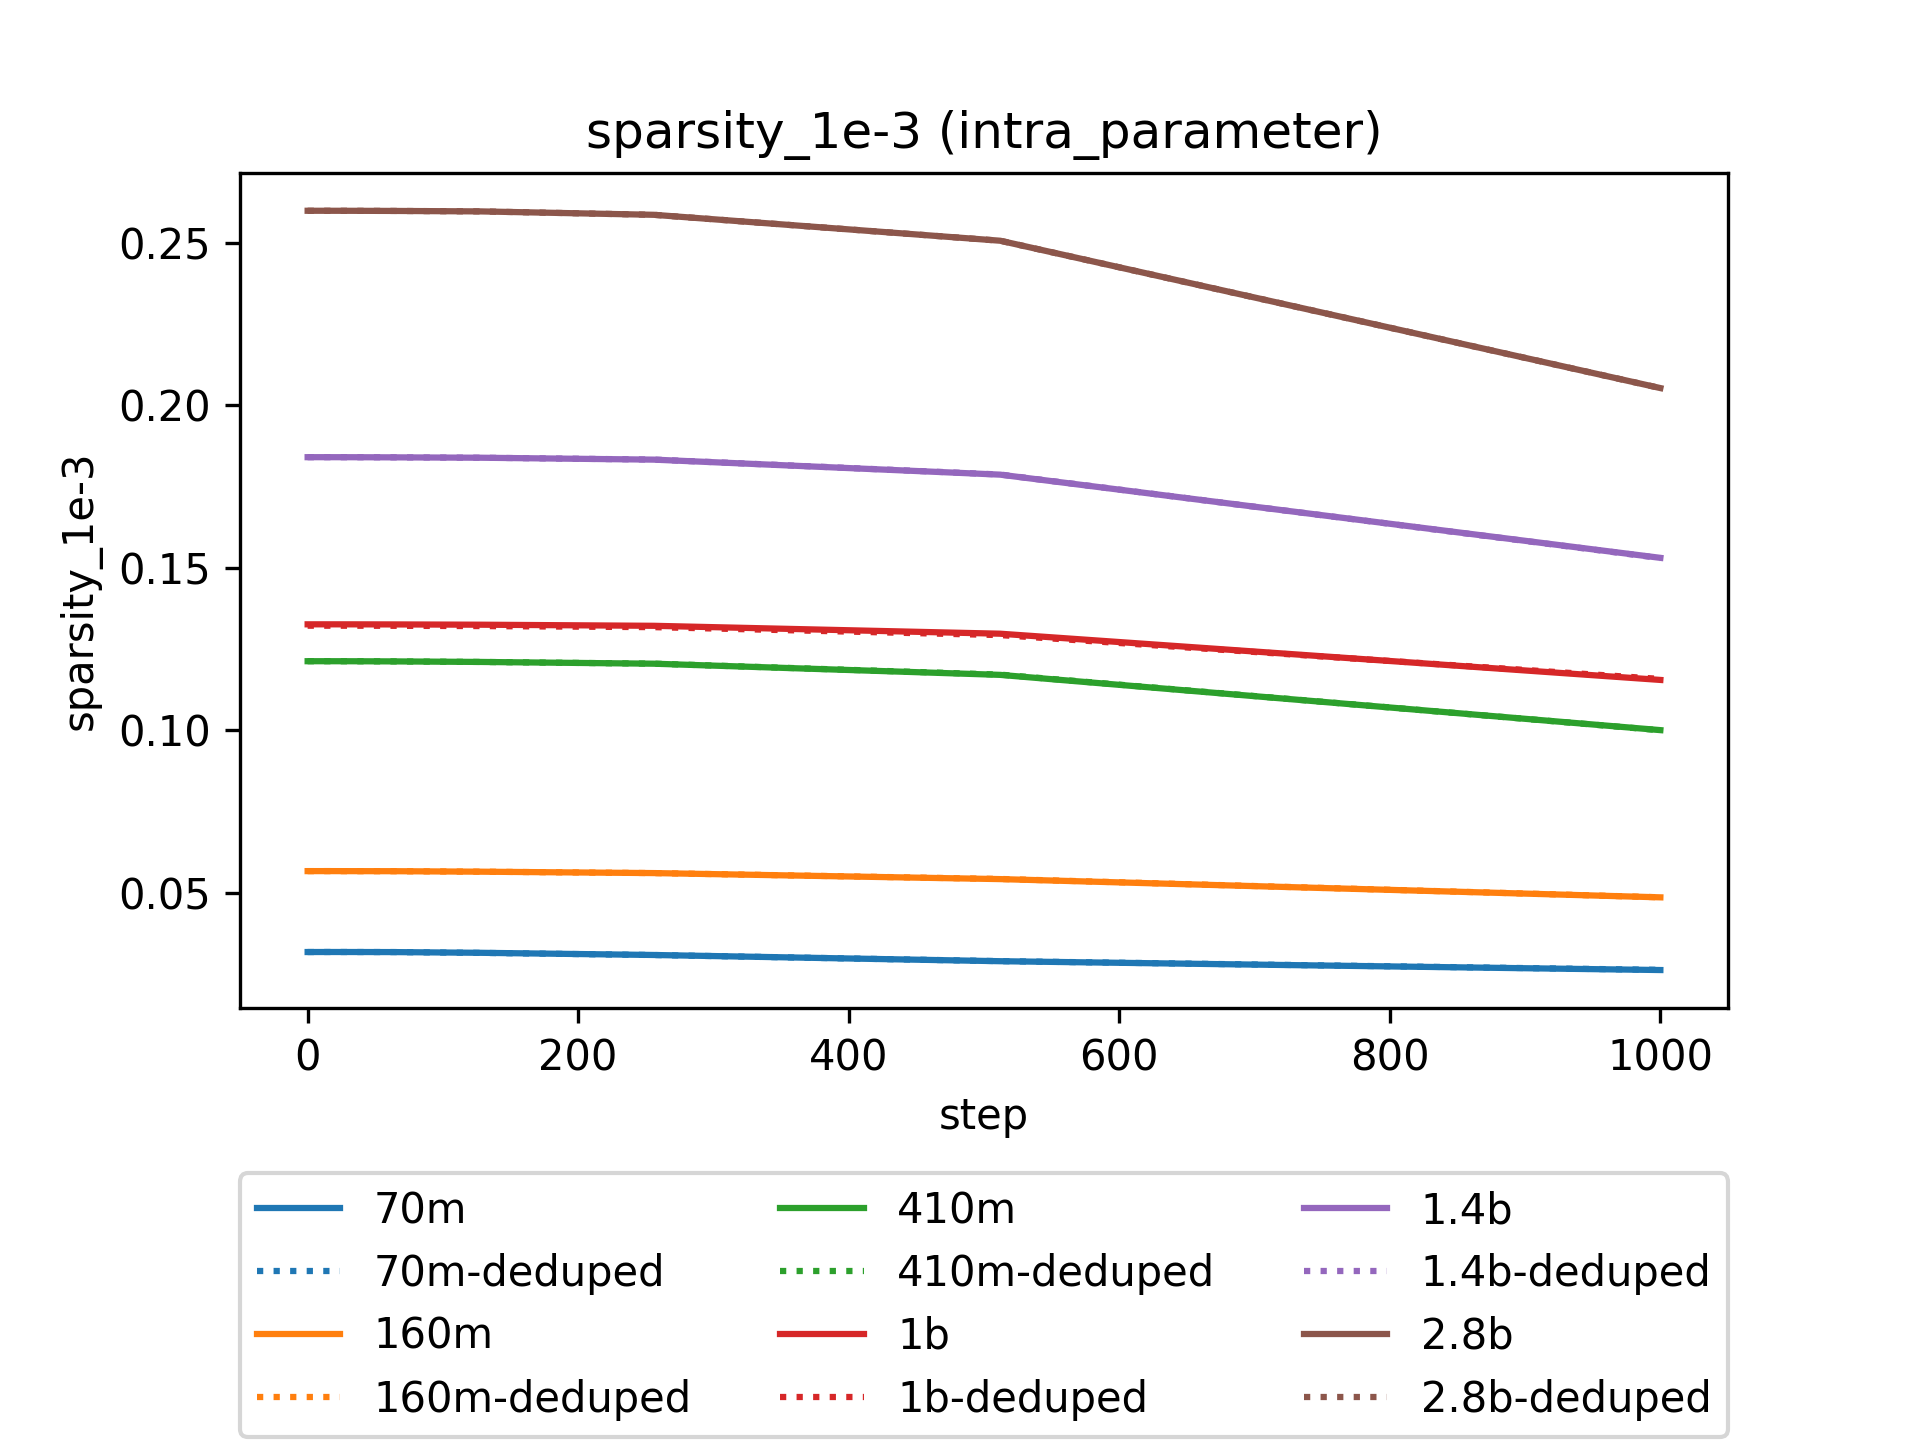 sparsity_1e-3 (intra_parameter)
sparsity_1e-3
0.25
0.20
0.15
0.10
0.05
0 200 400 600 800 1000
step
70m 410m 1.4b
70m-deduped 410m-deduped 1.4b-deduped
160m 1b 2.8b
160m-deduped 1b-deduped 2.8b-deduped